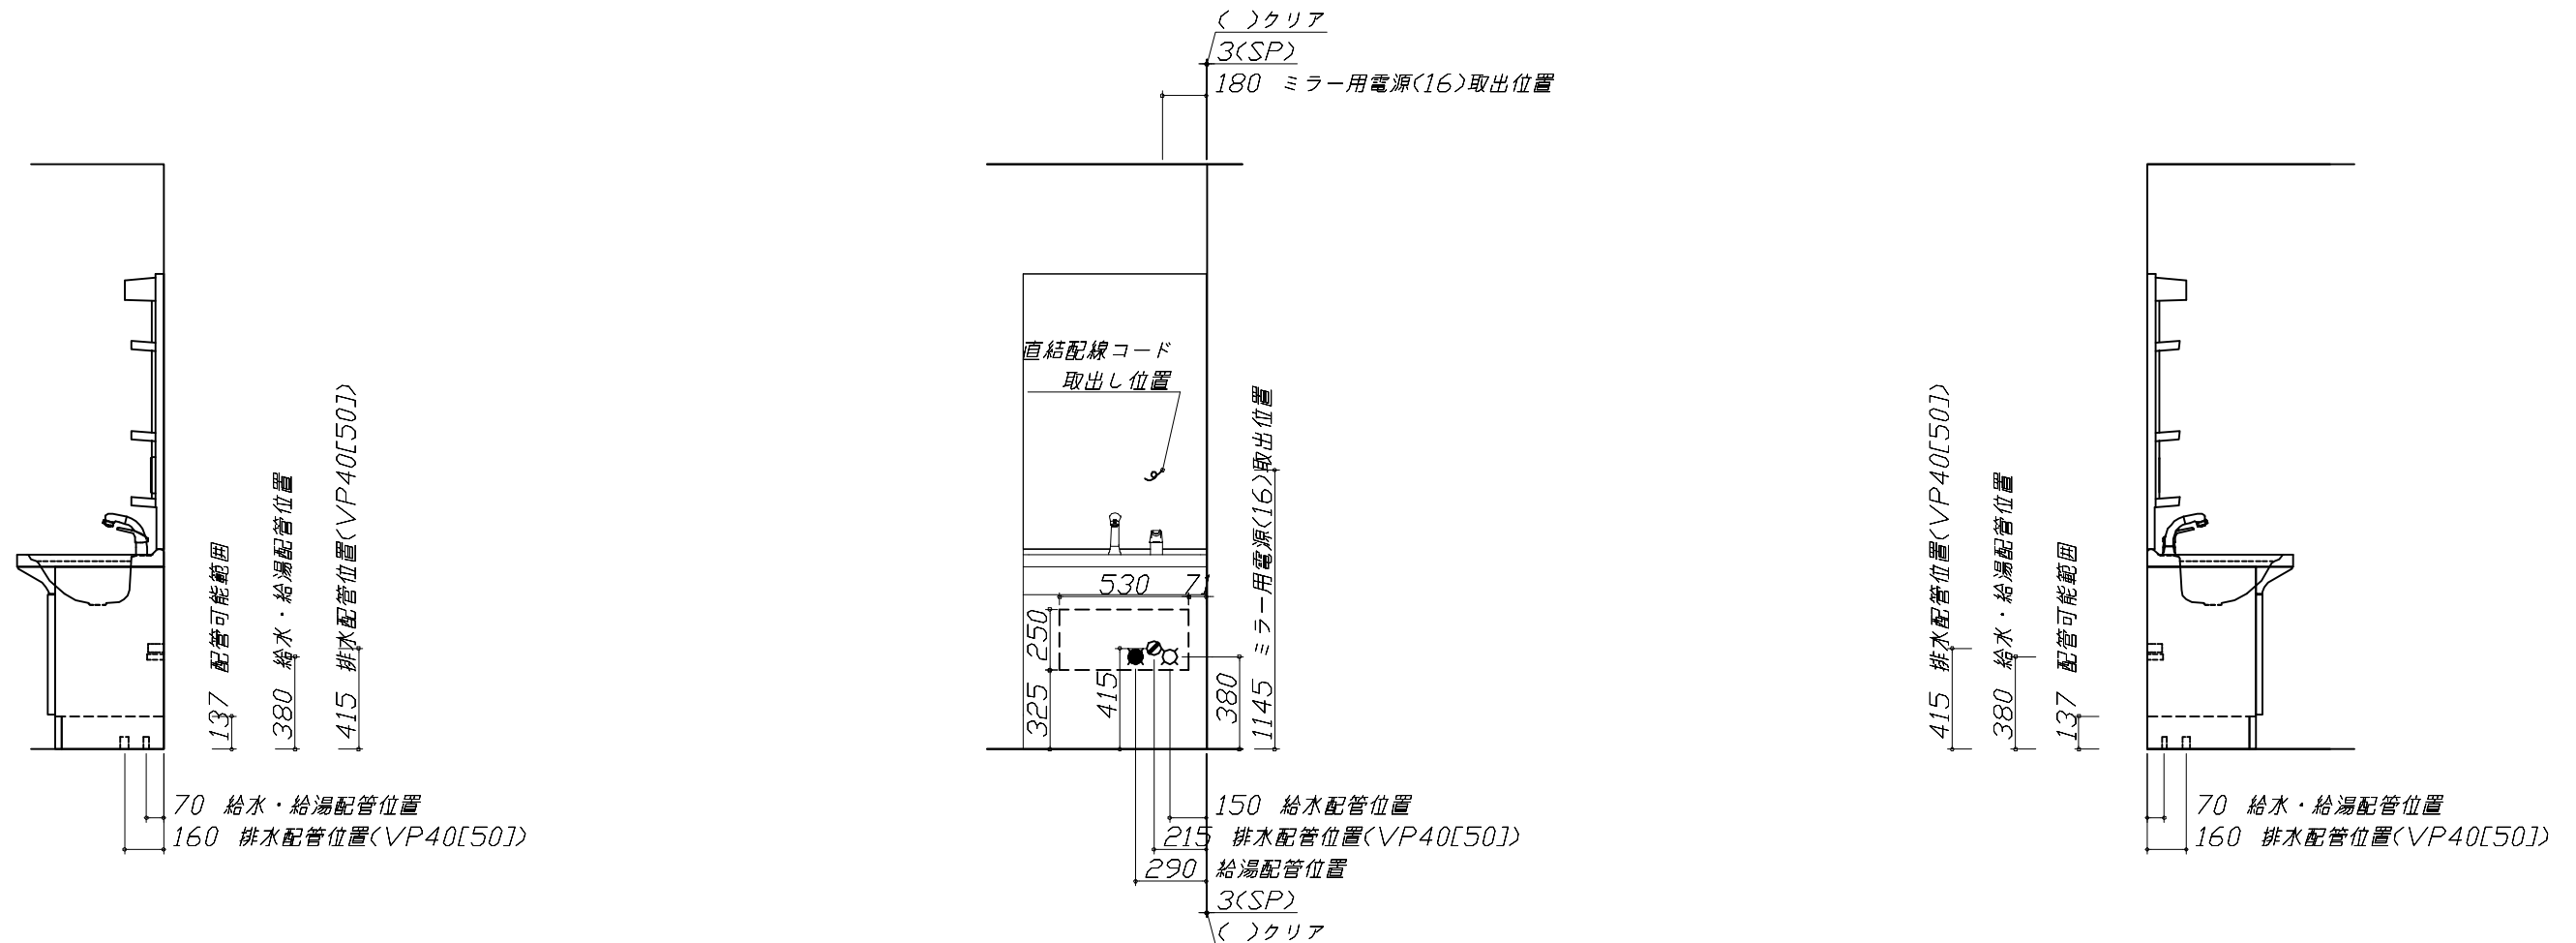 ( )クリア
3(SP)
180 ミラー用電源(16)取出位置
直結配線コード
取出し位置
530 71
250
325
415
380
1145 ミラー用電源(16)取出位置
137 配管可能範囲
380 給水・給湯配管位置
415 排水配管位置(VP40[50])
70 給水・給湯配管位置
160 排水配管位置(VP40[50])
150 給水配管位置
215 排水配管位置(VP40[50])
290 給湯配管位置
3(SP)
( )クリア
415 排水配管位置(VP40[50])
380 給水・給湯配管位置
137 配管可能範囲
70 給水・給湯配管位置
160 排水配管位置(VP40[50])